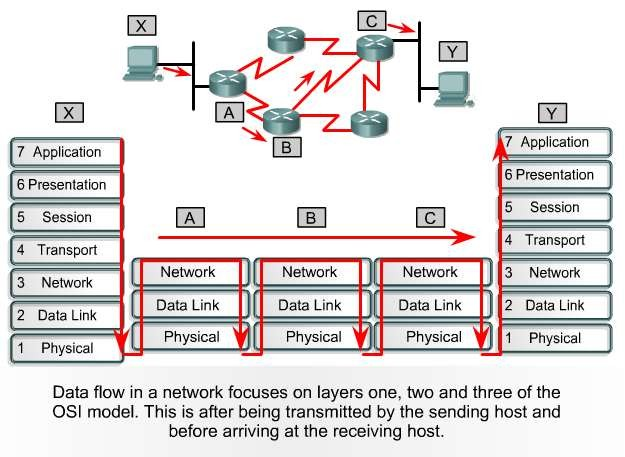 X
C
Y
A
B
X
Y
7 Application
6 Presentation
5 Session
4 Transport
3 Network
2 Data Link
1 Physical
A
B
C
Network
Data Link
Physical
Network
Data Link
Physical
Network
Data Link
Physical
7 Application
6 Presentation
5 Session
4 Transport
3 Network
2 Data Link
1 Physical
Data flow in a network focuses on layers one, two and three of the
OSI model. This is after being transmitted by the sending host and
before arriving at the receiving host.